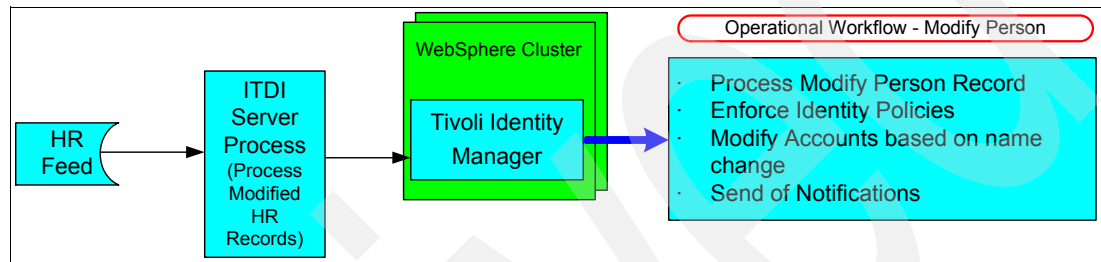 HR
Feed
ITDI
Server
Process
(Process
Modified
HR
Records)
WebSphere Cluster
Tivoli Identity
Manager
Operational Workflow - Modify Person
· Process Modify Person Record
· Enforce Identity Policies
· Modify Accounts based on name
change
· Send of Notifications